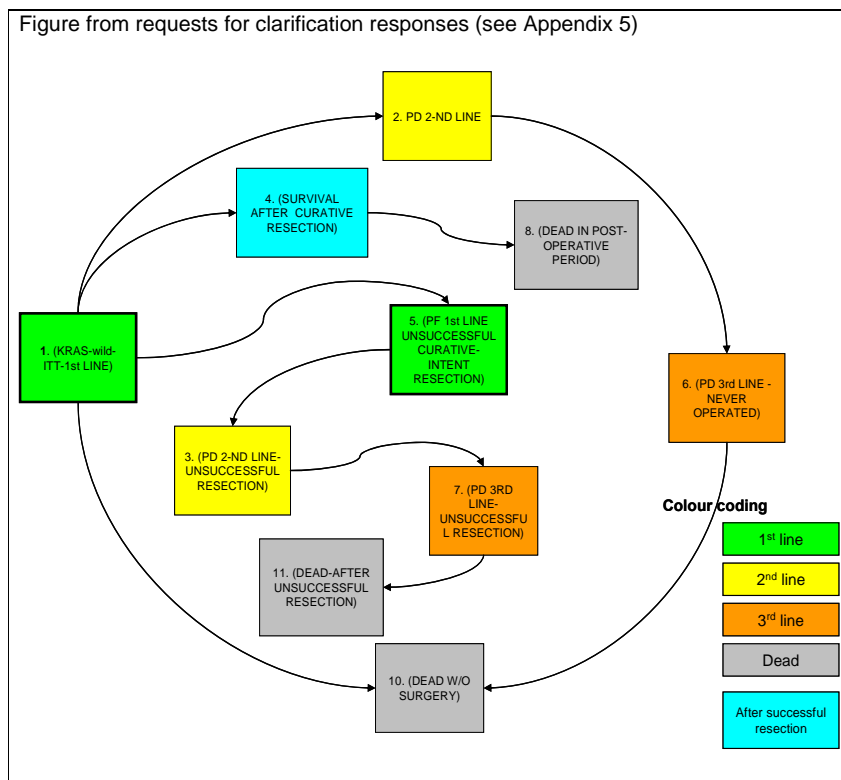 Figure from requests for clarification responses (see Appendix 5)
2. PD 2-ND LINE
4. (SURVIVAL
AFTER CURATIVE
RESECTION)
8. (DEAD IN POST-
OPERATIVE
PERIOD)
1. (KRAS-wild-
ITT-1st LINE)
5. (PF 1st LINE
UNSUCCESSFUL
CURATIVE-
INTENT
RESECTION)
6. (PD 3rd LINE -
NEVER
OPERATED)
3. (PD 2-ND LINE-
UNSUCCESSFUL
RESECTION)
7. (PD 3RD
LINE-
UNSUCCESSFU
L RESECTION)
11. (DEAD-AFTER
UNSUCCESSFUL
RESECTION)
10. (DEAD W/O
SURGERY)
Colour coding
1st line
2nd line
3rd line
Dead
After successful
resection